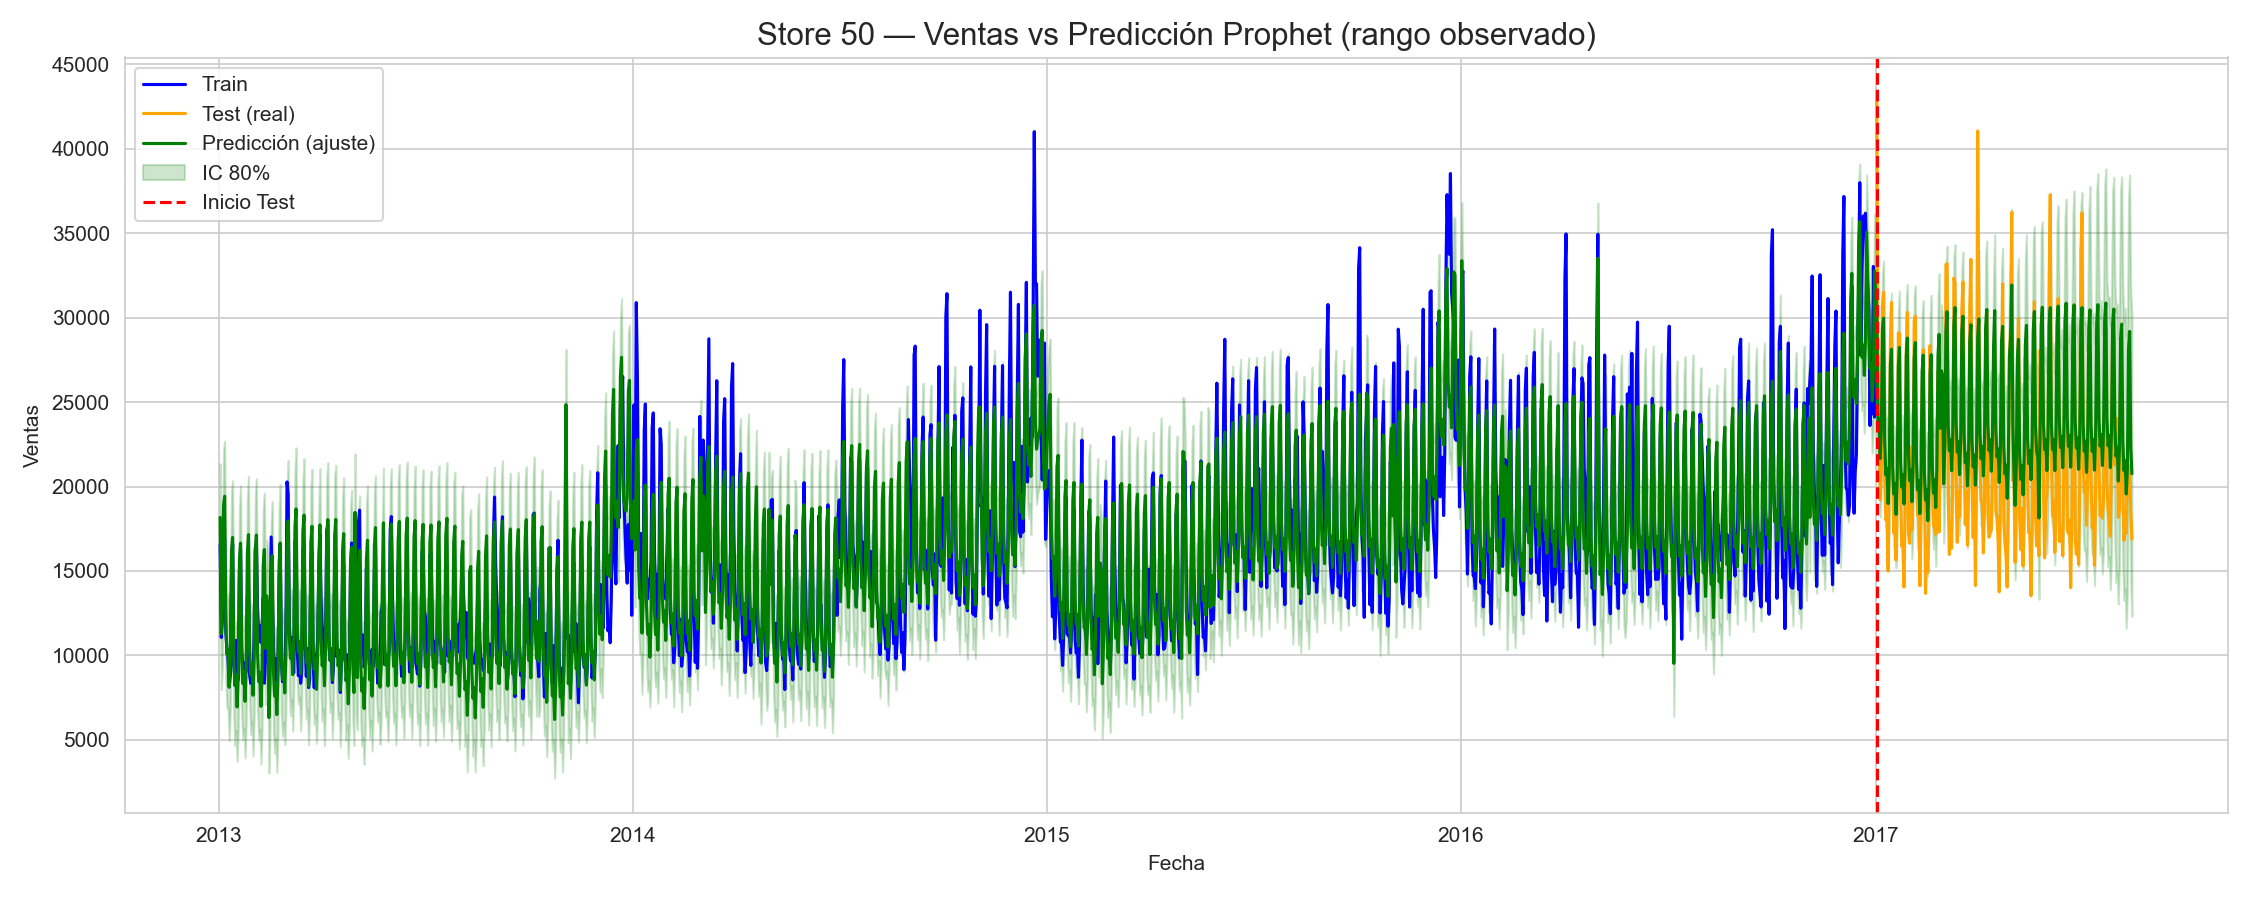 Store 50 — Ventas vs Predicción Prophet (rango observado)
Train
Test (real)
Predicción (ajuste)
IC 80%
Inicio Test
45000
40000
35000
30000
25000
20000
15000
10000
5000
Ventas
2013
2014
2015
2016
2017
Fecha